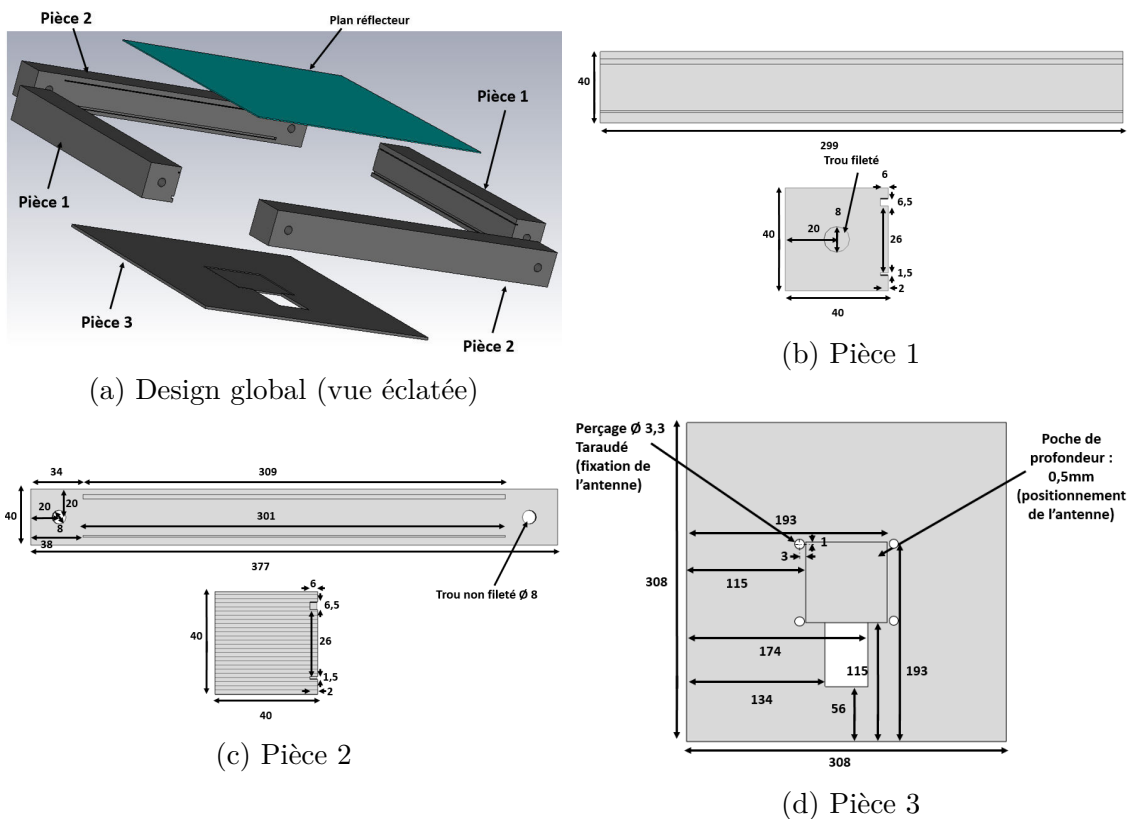 Pièce 2
Plan réflecteur
Pièce 1
Pièce 1
Pièce 3
Pièce 2
(a) Design global (vue éclatée)
40
299
Trou fileté
6
6,5
8
20
40
26
1,5
2
40
(b) Pièce 1
34
309
20
20
40
301
8
38
377
Trou non fileté Ø 8
6
6,5
40
26
1,5
2
40
(c) Pièce 2
Perçage Ø 3,3
Taraudé
(fixation de
l’antenne)
Poche de
profondeur :
0,5mm
(positionnement
de l’antenne)
193
1
3
115
308
174
115
193
134
56
308
(d) Pièce 3